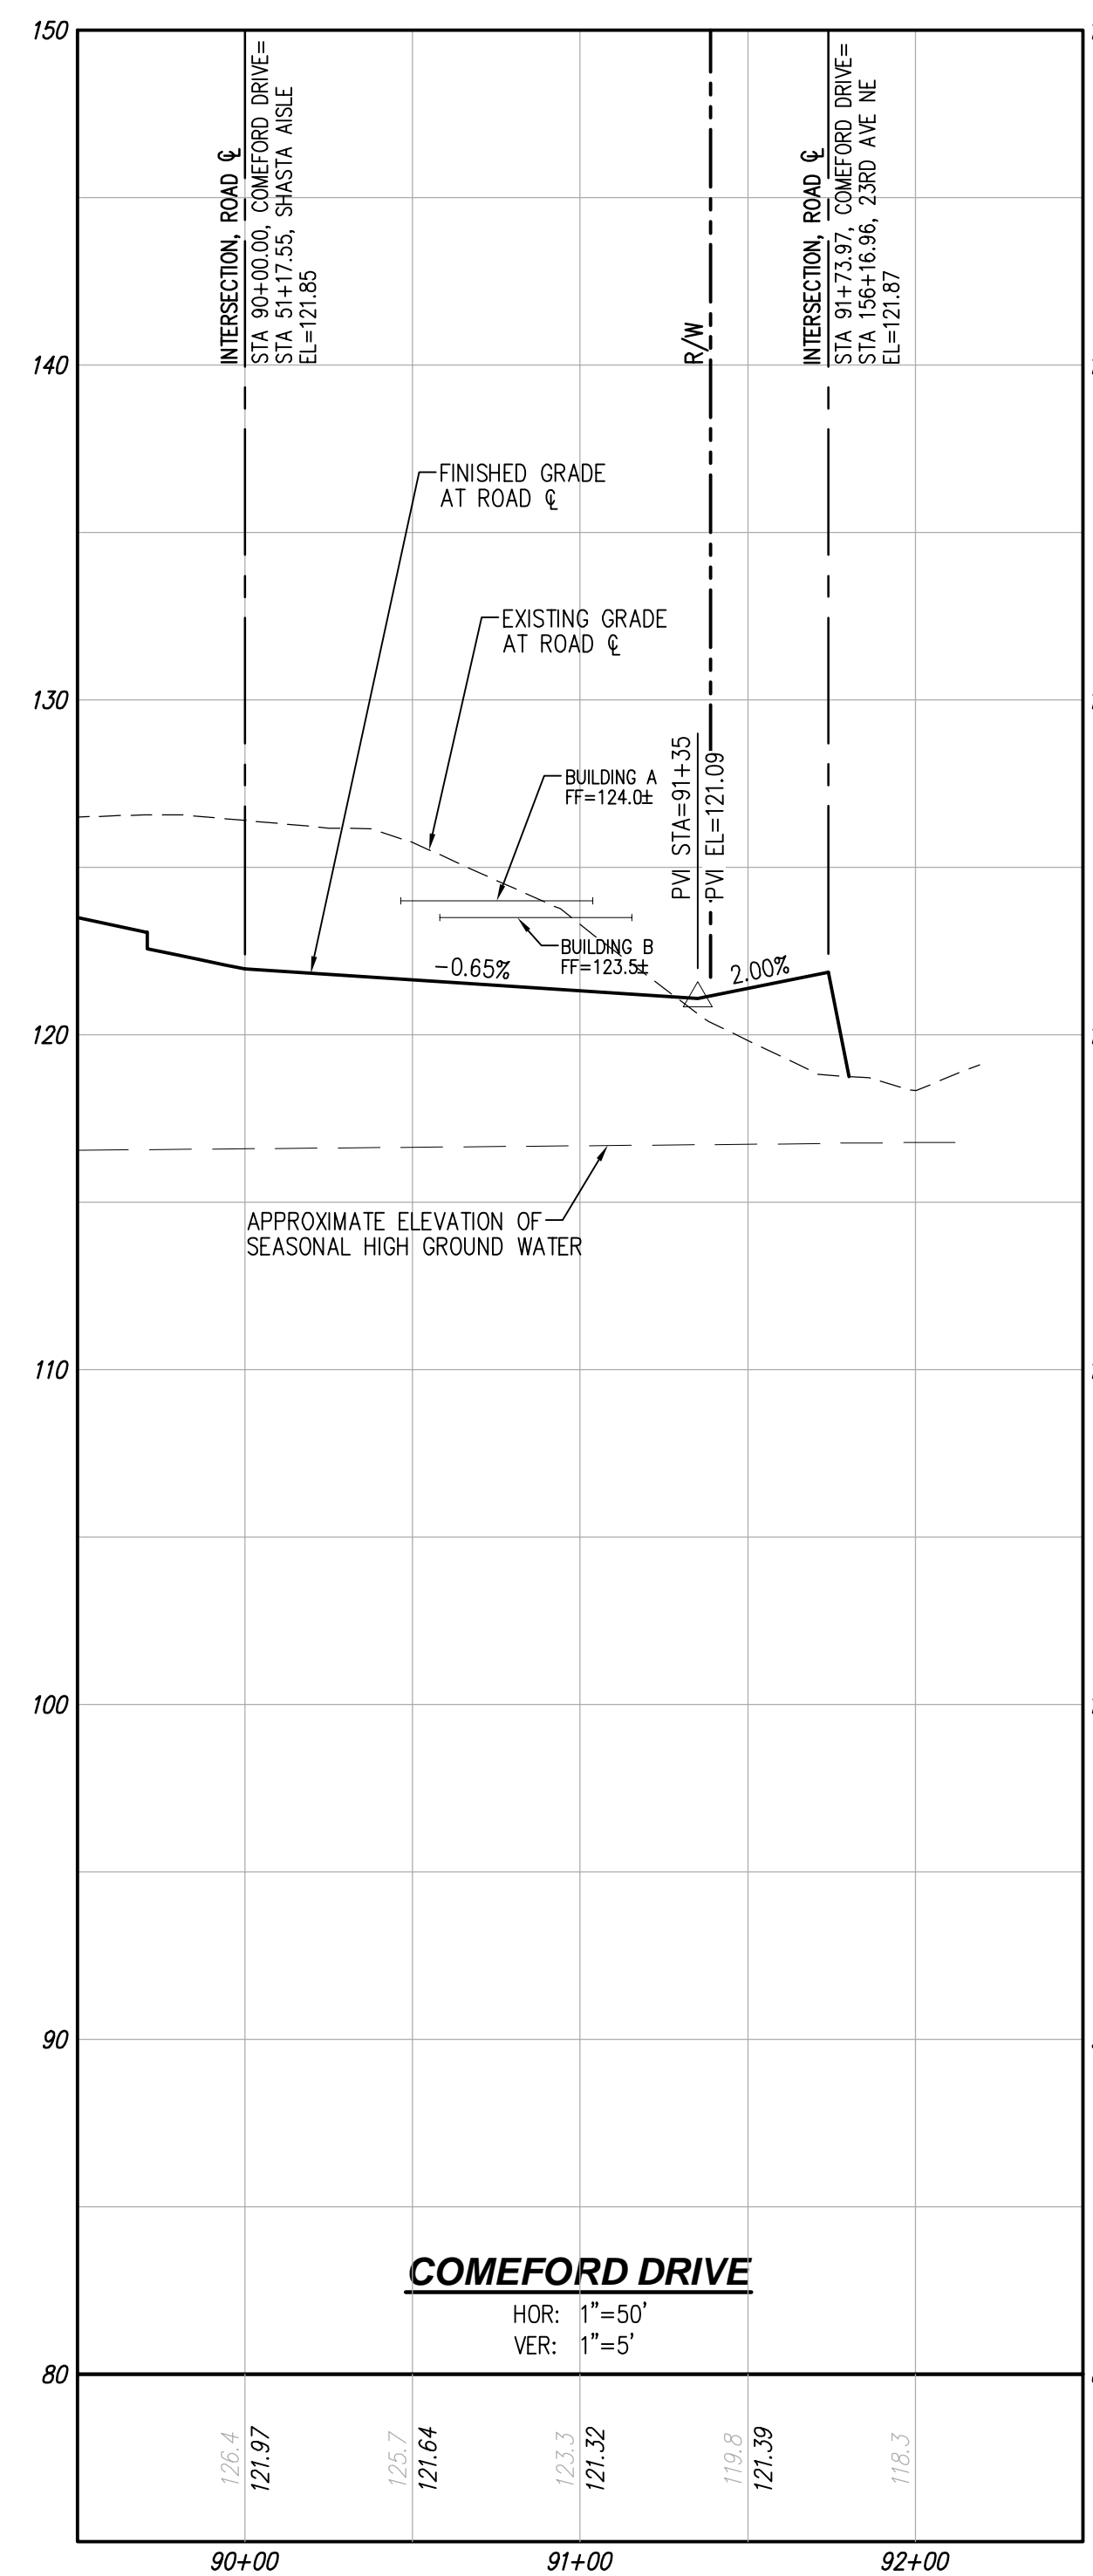 150
140
130
120
110
100
90
80
INTERSECTION, ROAD ℄
STA 90+00.00, COMEFORD DRIVE=
STA 51+17.55, SHASTA AISLE
EL=121.85
R/W
INTERSECTION, ROAD ℄
STA 91+73.97, COMEFORD DRIVE=
STA 156+16.96, 23RD AVE NE
EL=121.87
FINISHED GRADE
AT ROAD ℄
EXISTING GRADE
AT ROAD ℄
BUILDING A
FF=124.0±
PVI STA=91+35
PVI EL=121.09
BUILDING B
FF=123.5±
-0.65%
2.00%
APPROXIMATE ELEVATION OF
SEASONAL HIGH GROUND WATER
COMEFORD DRIVE
HOR: 1"=50'
VER: 1"=5'
126.4
121.97
125.7
121.64
123.3
121.32
119.8
121.39
118.3
90+00
91+00
92+00